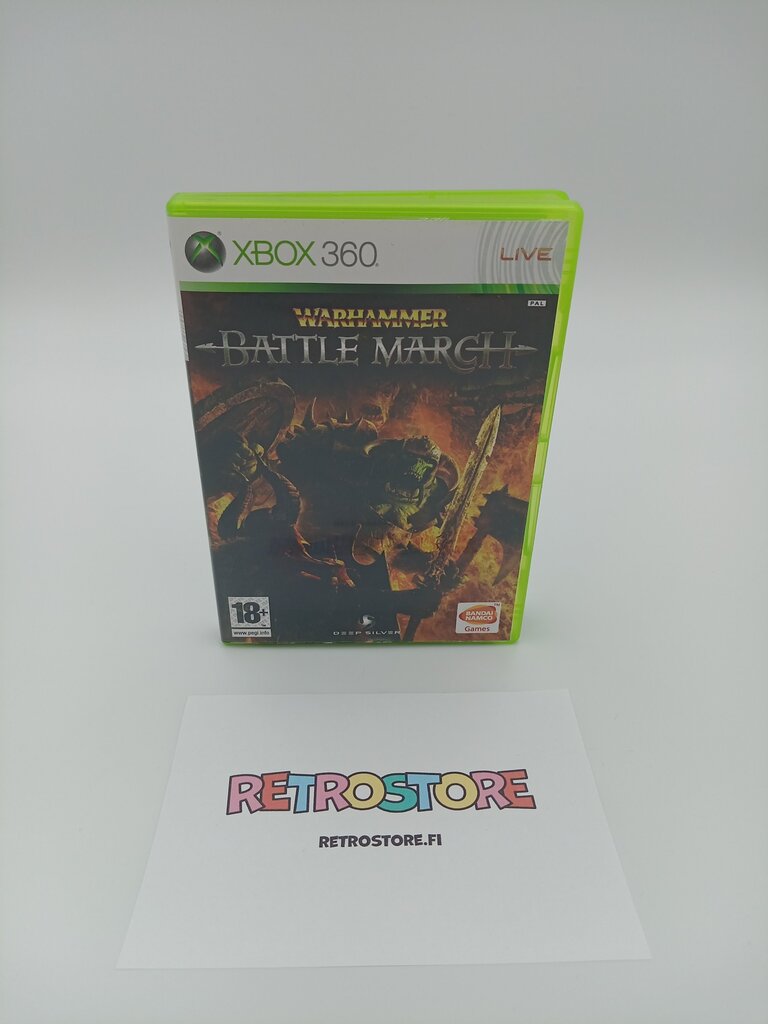 XBOX 360
LIVE
PAL
WARHAMMER
BATTLE MARCH
18+
www.pegi.info
DEEP SILVER
BANDAI
NAMCO
Games
RETROSTORE
RETROSTORE.FI